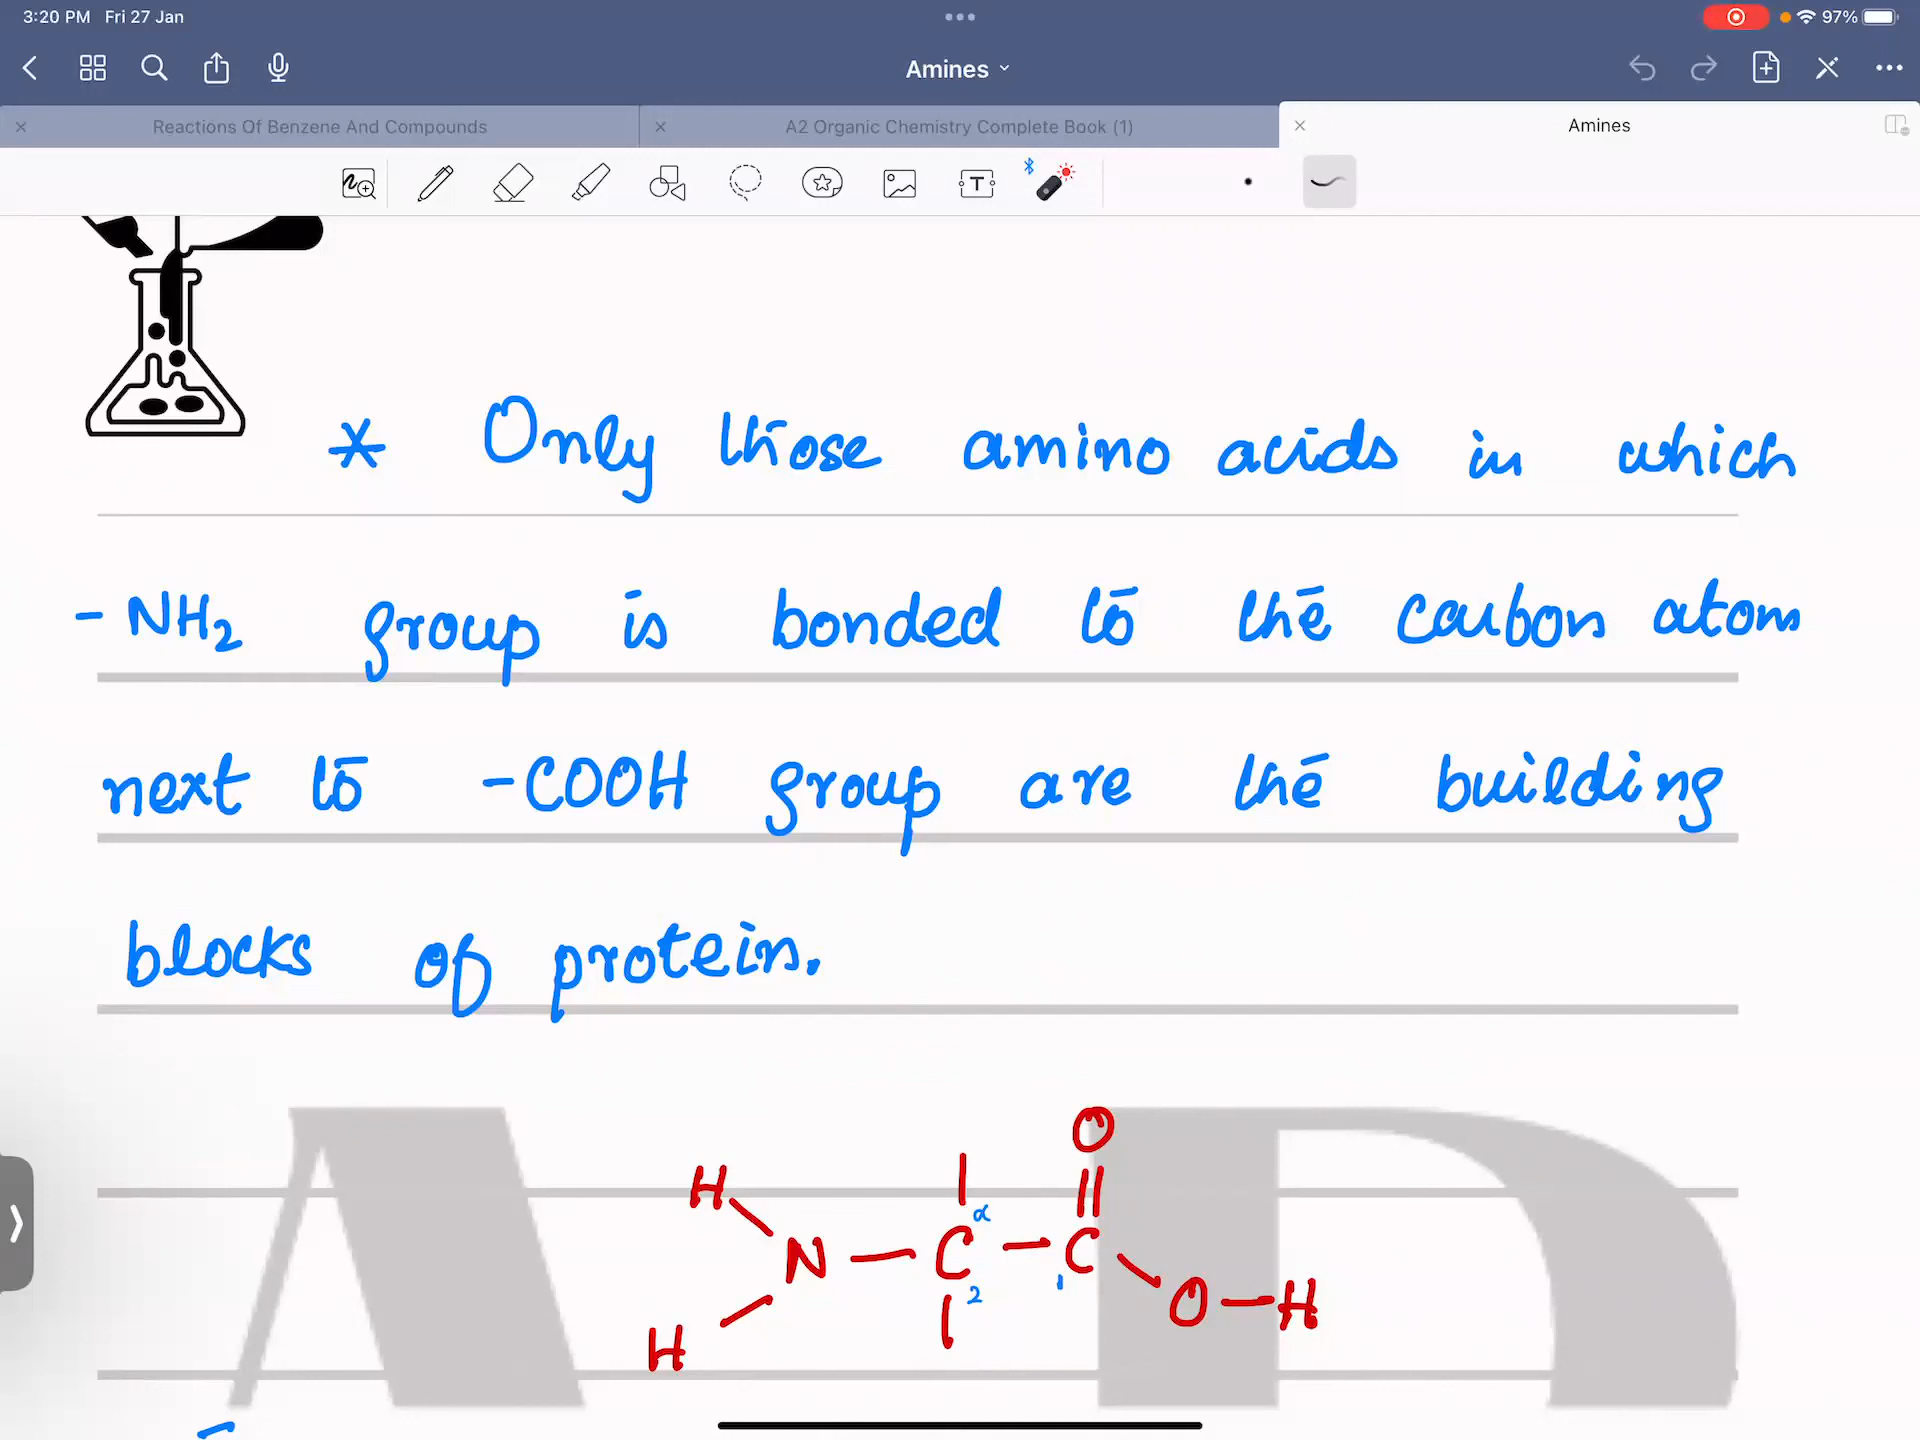 3:20 PM Fri 27 Jan
97%
Amines
Reactions Of Benzene And Compounds
A2 Organic Chemistry Complete Book (1)
Amines
T
* Only those amino acids in which
- NH2 group is bonded to the carbon atom
next to -COOH group are the building
blocks of protein.
O
H
α
N — C — C
2 1
O — H
H